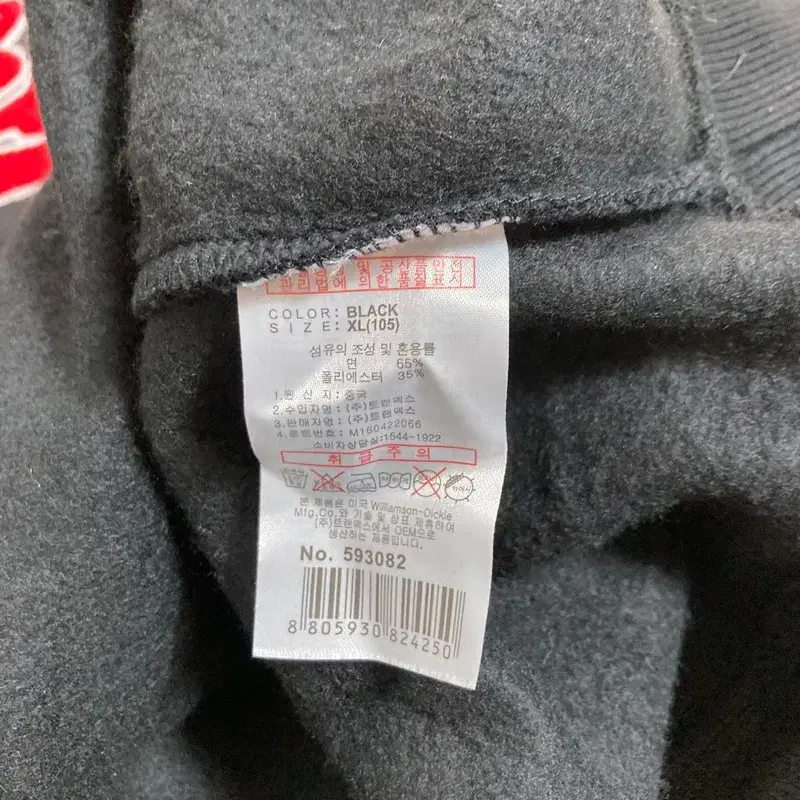 및 공산품안전
관리법에 의합 품질표시
COLOR: BLACK
SIZE: XL(105)
섬유의 조성 및 혼용률
면 65%
폴리에스터 35%
1.원 산 지: 중국
2.수입자명: (주)트랜멕스
3.판매자명: (주)트랜멕스
4.로트번호: M160422066
소비자상담실:1544-1922
취급주의
본 제품은 미국 Williamson-Dickie
Mfg.Co.와 기술 및 상표 제휴하여
(주)트랜멕스에서 OEM으로
생산하는 제품입니다.
No. 593082
8 805930 824250